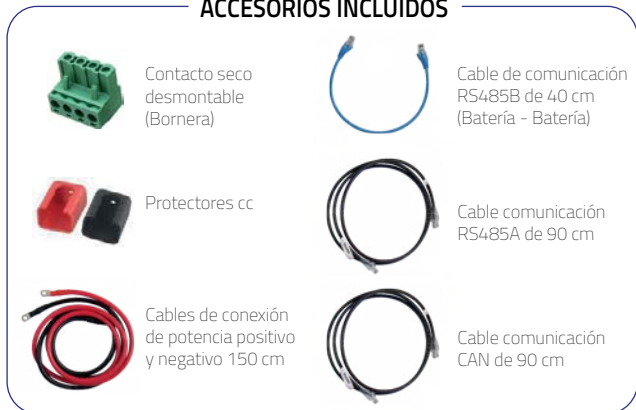 ACCESORIOS INCLUIDOS
Contacto seco
desmontable
(Bornera)
Cable de comunicación
RS485B de 40 cm
(Batería - Batería)
Protectores cc
Cable comunicación
RS485A de 90 cm
Cables de conexión
de potencia positivo
y negativo 150 cm
Cable comunicación
CAN de 90 cm